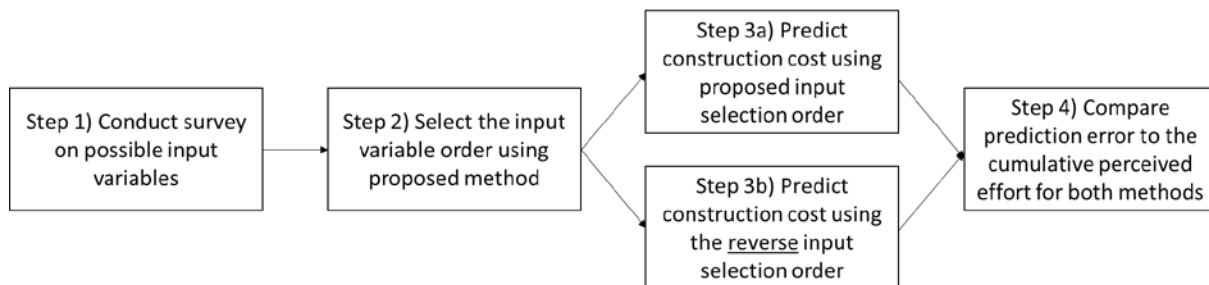 Step 1) Conduct survey
on possible input
variables
Step 2) Select the input
variable order using
proposed method
Step 3a) Predict
construction cost using
proposed input
selection order
Step 3b) Predict
construction cost using
the reverse input
selection order
Step 4) Compare
prediction error to the
cumulative perceived
effort for both methods